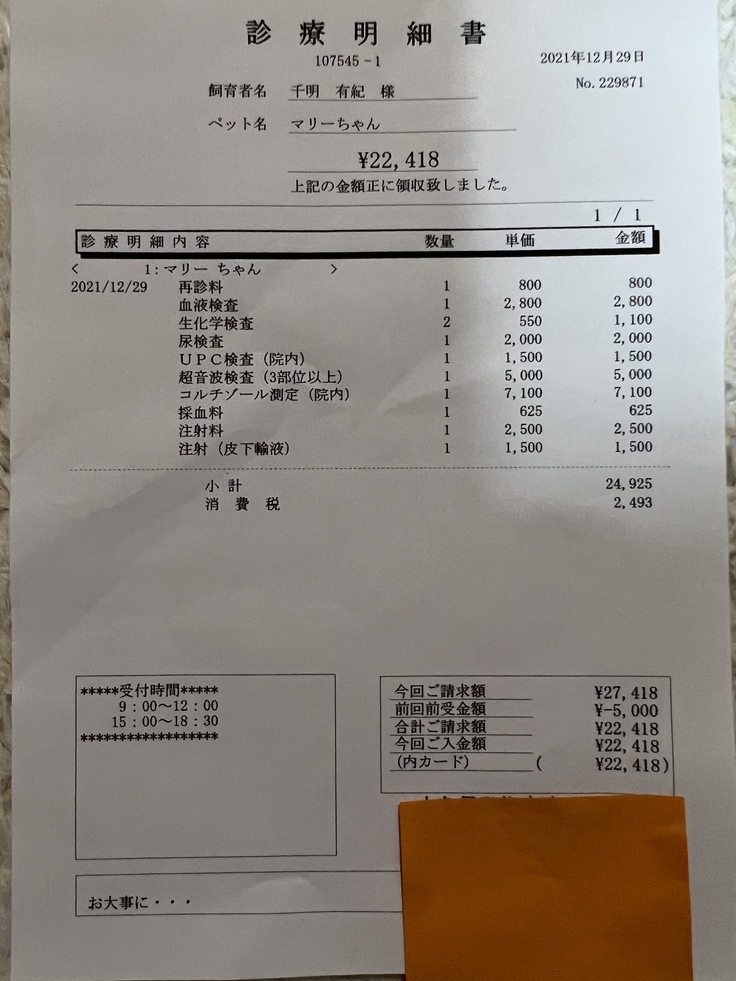 診療明細書
107545-1
2021年12月29日
No.229871
飼育者名 千明 有紀 様
ペット名 マリーちゃん
¥22,418
上記の金額正に領収致しました。
1 / 1
診療明細内容 数量 単価 金額
< 1:マリー ちゃん >
2021/12/29 再診料 1 800 800
血液検査 1 2,800 2,800
生化学検査 2 550 1,100
尿検査 1 2,000 2,000
UPC検査(院内) 1 1,500 1,500
超音波検査(3部位以上) 1 5,000 5,000
コルチゾール測定(院内) 1 7,100 7,100
採血料 1 625 625
注射料 1 2,500 2,500
注射(皮下輸液) 1 1,500 1,500
小計 24,925
消費税 2,493
*****受付時間*****
9:00~12:00
15:00~18:30
******************
今回ご請求額 ¥27,418
前回前受金額 ¥-5,000
合計ご請求額 ¥22,418
今回ご入金額 ¥22,418
(内カード) ( ¥22,418)
お大事に・・・